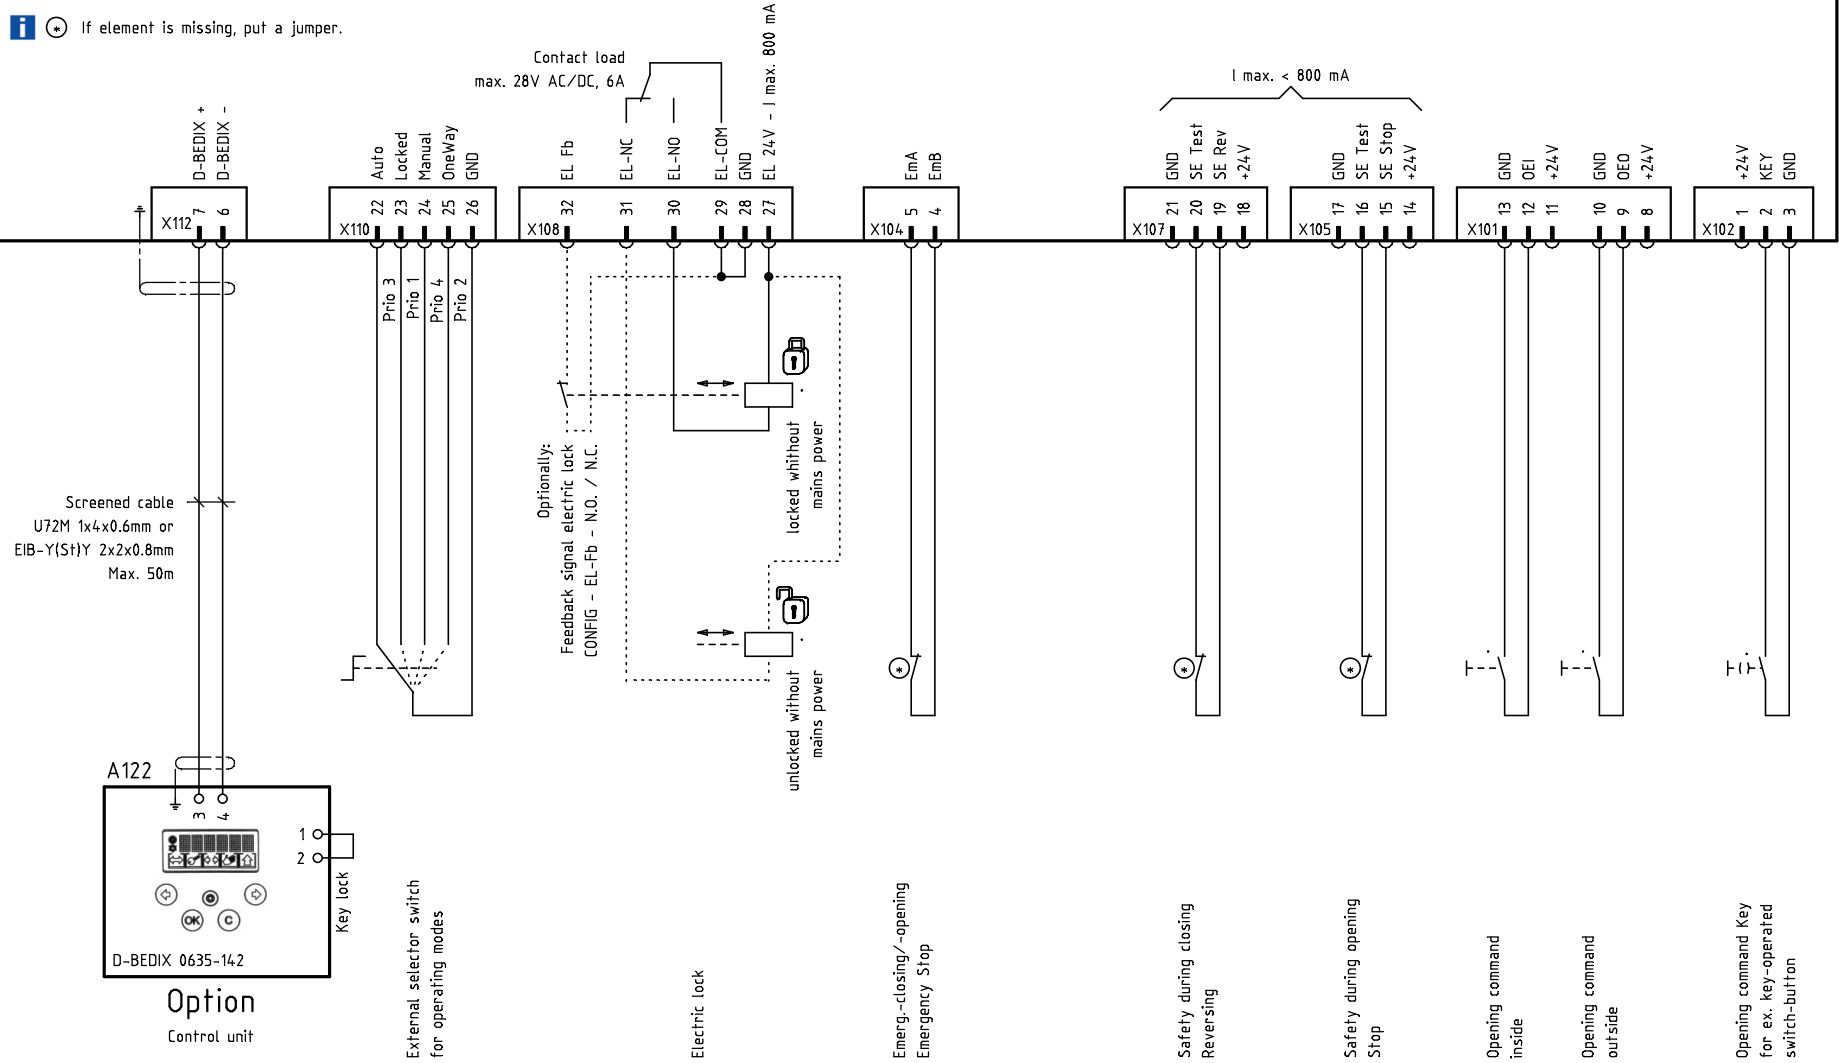 i * If element is missing, put a jumper.
Contact load
max. 28V AC/DC, 6A
I max. < 800 mA
D-BEDIX +
D-BEDIX -
X112
7
6
Auto
Locked
Manual
OneWay
GND
X110
22
23
24
25
26
Prio 3
Prio 1
Prio 4
Prio 2
EL Fb
EL-NC
EL-NO
EL-COM
GND
EL 24V - I max. 800 mA
X108
32
31
30
29
28
27
EmA
EmB
X104
5
4
GND
SE Test
SE Rev
+24V
X107
21
20
19
18
GND
SE Test
SE Stop
+24V
X105
17
16
15
14
GND
OEI
+24V
X101
13
12
11
GND
OEO
+24V
10
9
8
+24V
KEY
GND
X102
1
2
3
Screened cable
U72M 1x4x0.6mm or
EIB-Y(St)Y 2x2x0.8mm
Max. 50m
Optionally:
Feedback signal electric lock
CONFIG - EL-Fb - N.O. / N.C.
locked whithout
mains power
unlocked without
mains power
*
*
*
A122
3
4
1
2
Key lock
OK
C
D-BEDIX 0635-142
Option
Control unit
External selector switch
for operating modes
Electric lock
Emerg.-closing/-opening
Emergency Stop
Safety during closing
Reversing
Safety during opening
Stop
Opening command
inside
Opening command
outside
Opening command Key
for ex. key-operated
switch-button